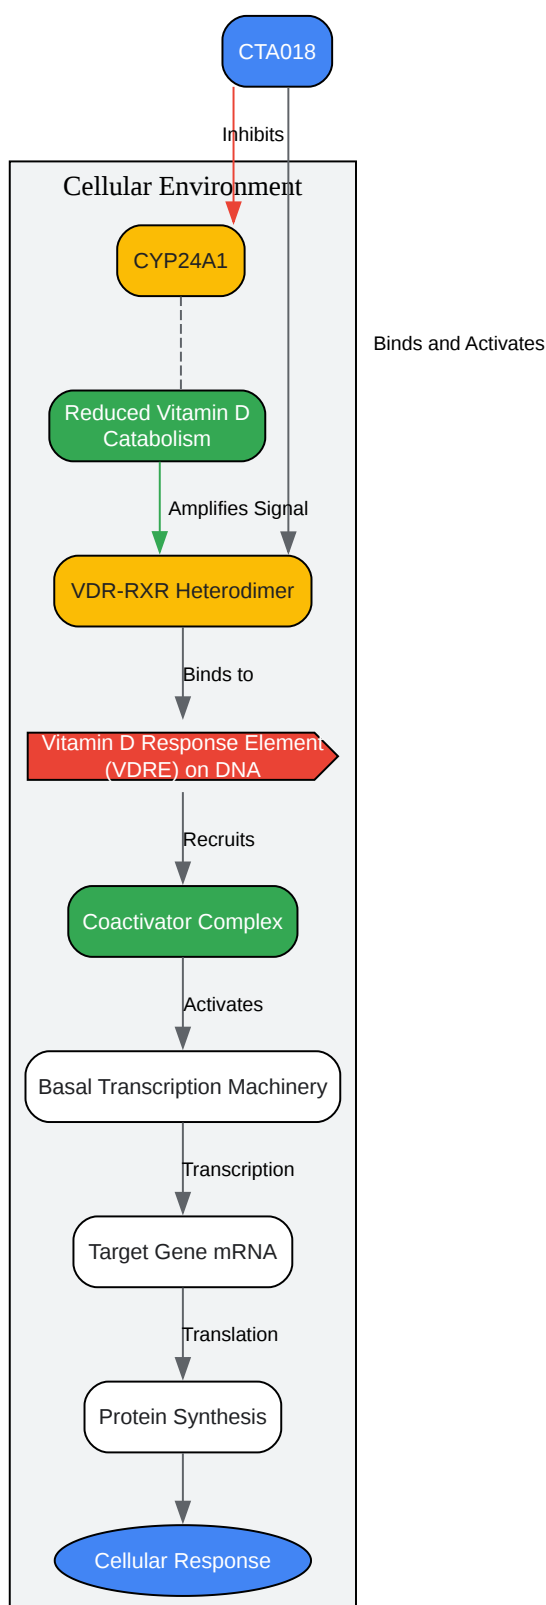 CTA018
Inhibits
Cellular Environment
CYP24A1
Binds and Activates
Reduced Vitamin D
Catabolism
Amplifies Signal
VDR-RXR Heterodimer
Binds to
Vitamin D Response Element
(VDRE) on DNA
Recruits
Coactivator Complex
Activates
Basal Transcription Machinery
Transcription
Target Gene mRNA
Translation
Protein Synthesis
Cellular Response